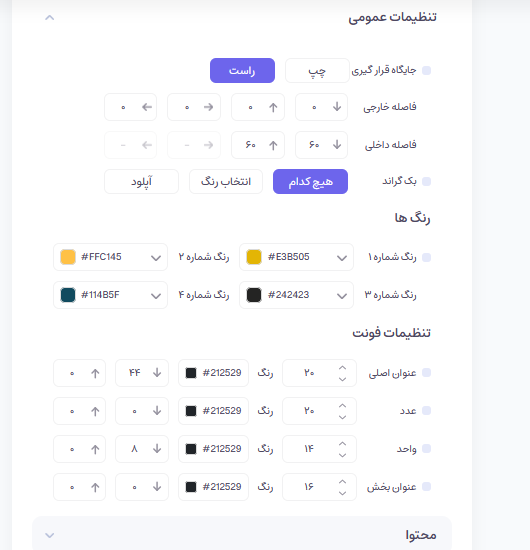 تنظیمات عمومی
جایگاه قرار گیری چپ راست
فاصله خارجی ۰ ۰ ۰ ۰
فاصله داخلی ۶۰ ۶۰ - -
بک گراند هیچ کدام انتخاب رنگ آپلود
رنگ ها
رنگ شماره ۱ #E3B505 رنگ شماره ۲ #FFC145
رنگ شماره ۳ #242423 رنگ شماره ۴ #114B5F
تنظیمات فونت
عنوان اصلی ۲۰ رنگ #212529 ۴۴ ۰
عدد ۲۰ رنگ #212529 ۰ ۰
واحد ۱۴ رنگ #212529 ۸ ۰
عنوان بخش ۱۶ رنگ #212529 ۰ ۰
محتوا